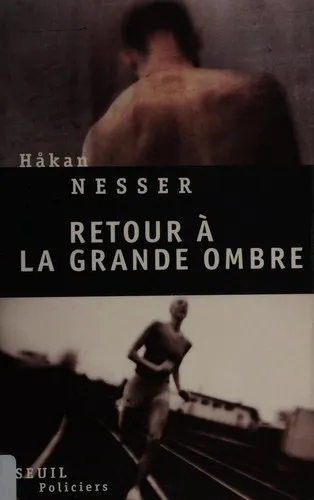 Håkan
NESSER
RETOUR À
LA GRANDE OMBRE
SEUIL
Policiers